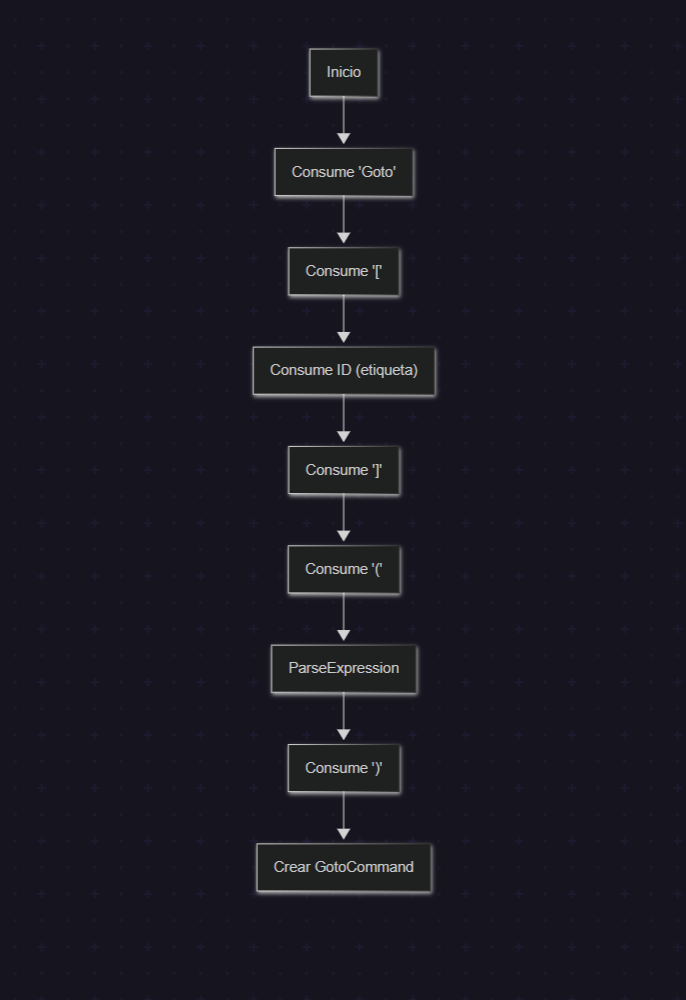 Inicio
Consume 'Goto'
Consume '['
Consume ID (etiqueta)
Consume ']'
Consume '('
ParseExpression
Consume ')'
Crear GotoCommand